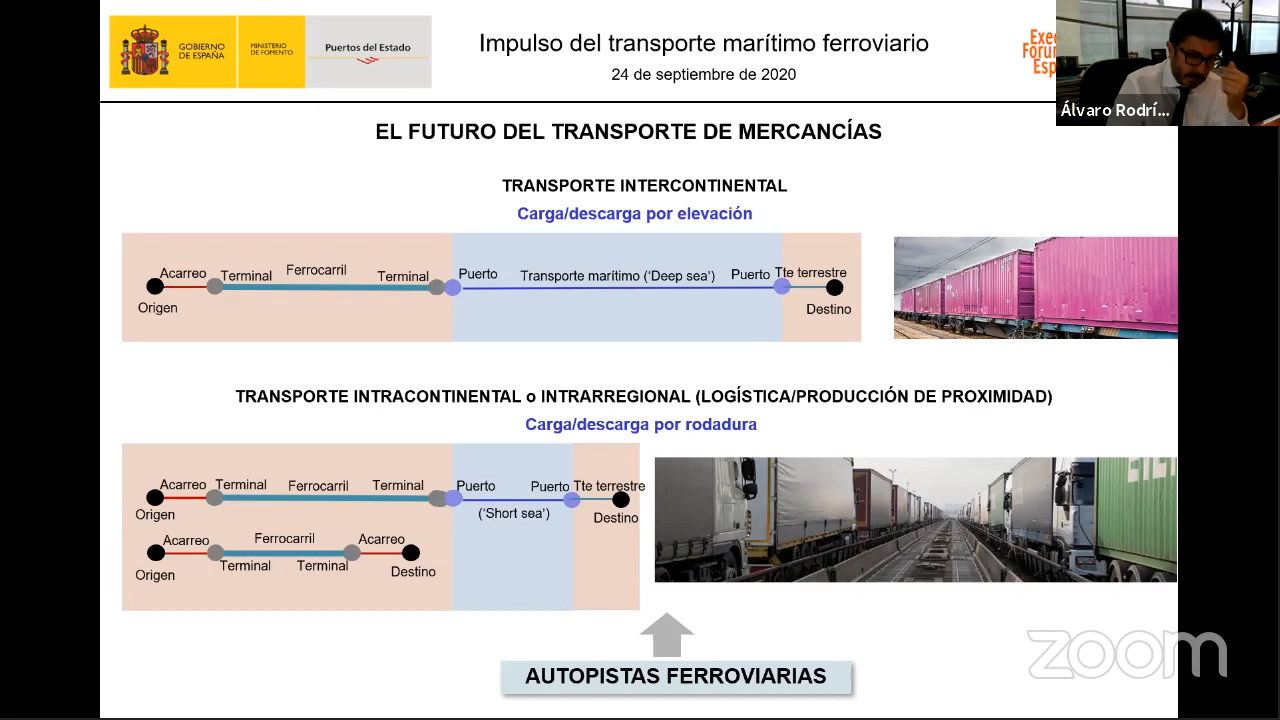 GOBIERNO
DE ESPAÑA
MINISTERIO
DE FOMENTO
Puertos del Estado
Impulso del transporte marítimo ferroviario
24 de septiembre de 2020
Exe
Fórum
Esp
Álvaro Rodrí...
EL FUTURO DEL TRANSPORTE DE MERCANCÍAS
TRANSPORTE INTERCONTINENTAL
Carga/descarga por elevación
Acarreo
Terminal
Ferrocarril
Terminal
Puerto
Transporte marítimo (‘Deep sea’)
Puerto
Tte terrestre
Origen
Destino
TRANSPORTE INTRACONTINENTAL o INTRARREGIONAL (LOGÍSTICA/PRODUCCIÓN DE PROXIMIDAD)
Carga/descarga por rodadura
Acarreo
Terminal
Ferrocarril
Terminal
Puerto
Puerto
Tte terrestre
Origen
(‘Short sea’)
Destino
Acarreo
Ferrocarril
Acarreo
Origen
Terminal
Terminal
Destino
AUTOPISTAS FERROVIARIAS
zoom